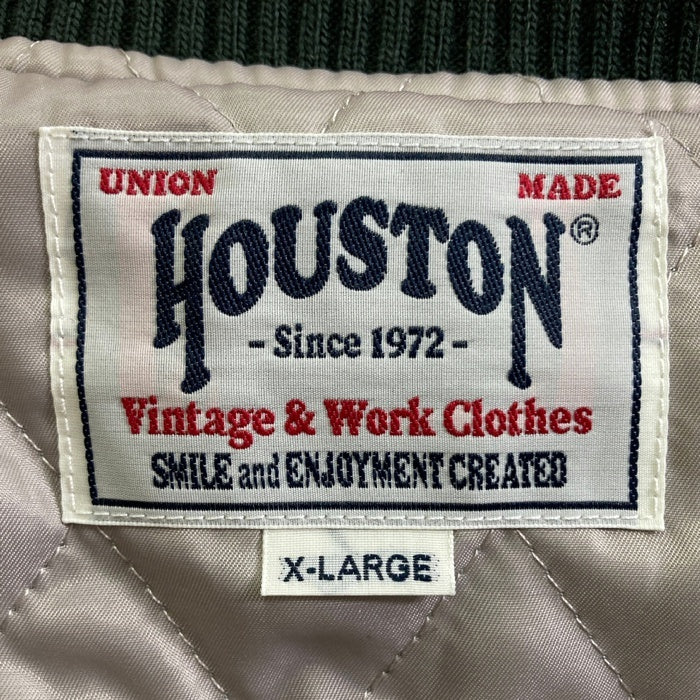 UNION MADE
HOUSTON®
- Since 1972 -
Vintage & Work Clothes
SMILE and ENJOYMENT CREATED
X-LARGE